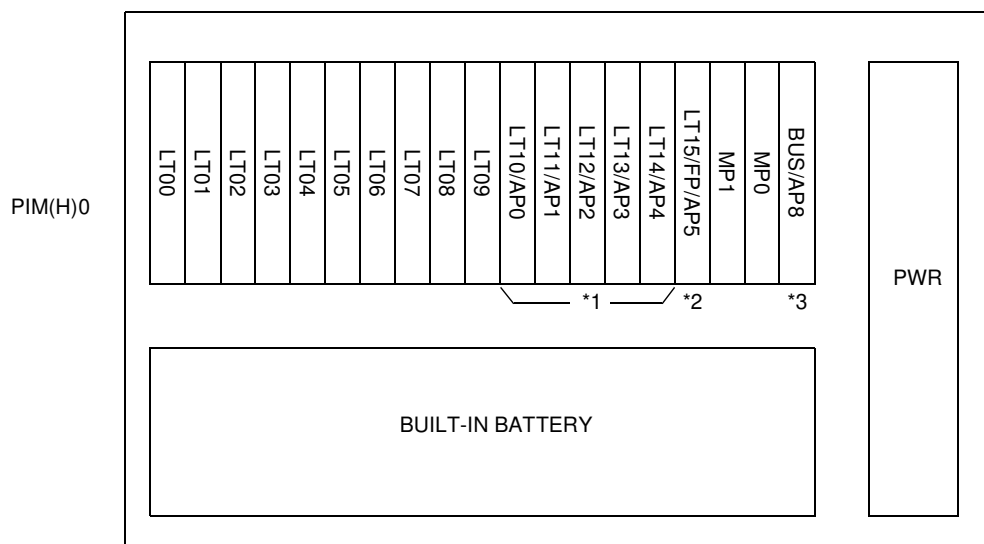 PIM(H)0
LT00
LT01
LT02
LT03
LT04
LT05
LT06
LT07
LT08
LT09
LT10/AP0
LT11/AP1
LT12/AP2
LT13/AP3
LT14/AP4
LT15/FP/AP5
MP1
MP0
BUS/AP8
*1
*2
*3
PWR
BUILT-IN BATTERY